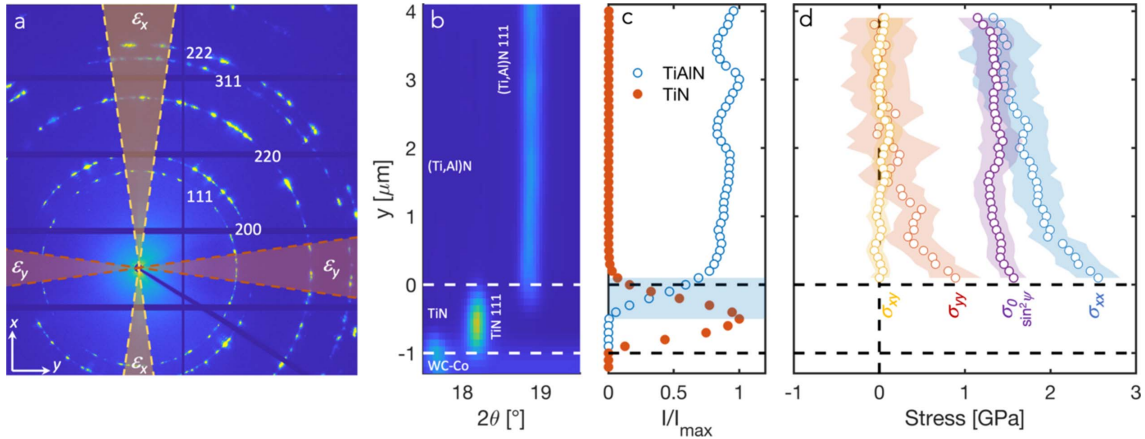 a
εx
222
311
220
111
200
εy
εy
x
y
εx
b
(Ti,Al)N 111
(Ti,Al)N
TiN
TiN 111
WC-Co
y [μm]
4
3
2
1
0
-1
18
19
2θ [°]
c
TiAlN
TiN
0
0.5
1
I/Imax
d
σxy
σyy
σ0
sin²ψ
σxx
-1
0
1
2
3
Stress [GPa]